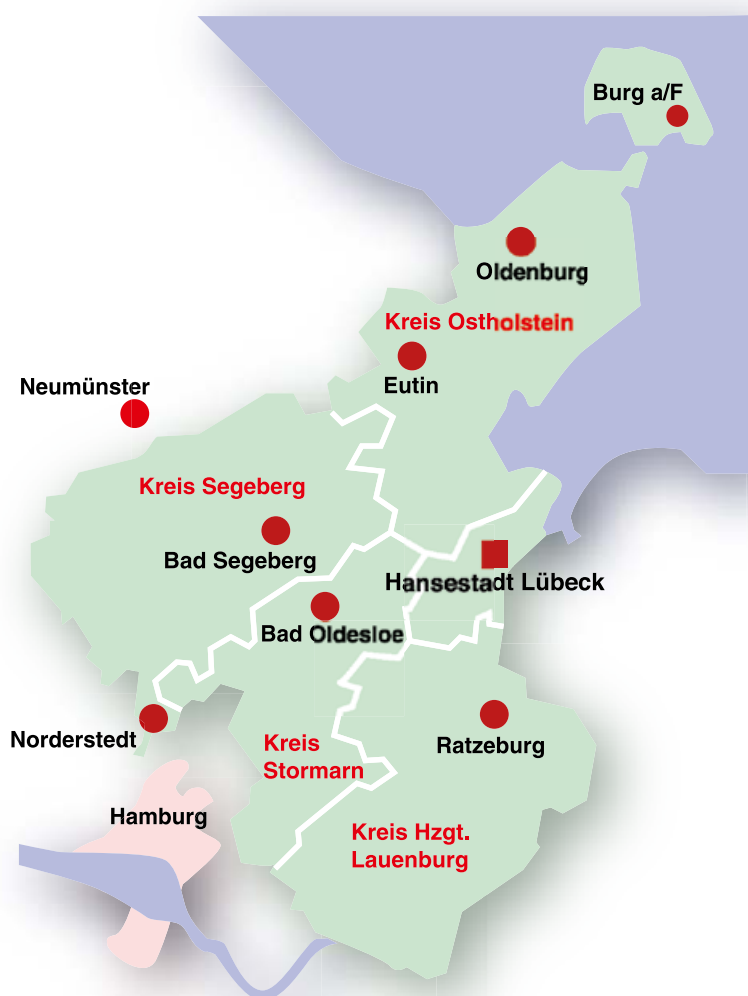 Burg a/F
Oldenburg
Kreis Ostholstein
Eutin
Neumünster
Kreis Segeberg
Bad Segeberg
Hansestadt Lübeck
Bad Oldesloe
Norderstedt
Kreis
Stormarn
Ratzeburg
Hamburg
Kreis Hzgt.
Lauenburg